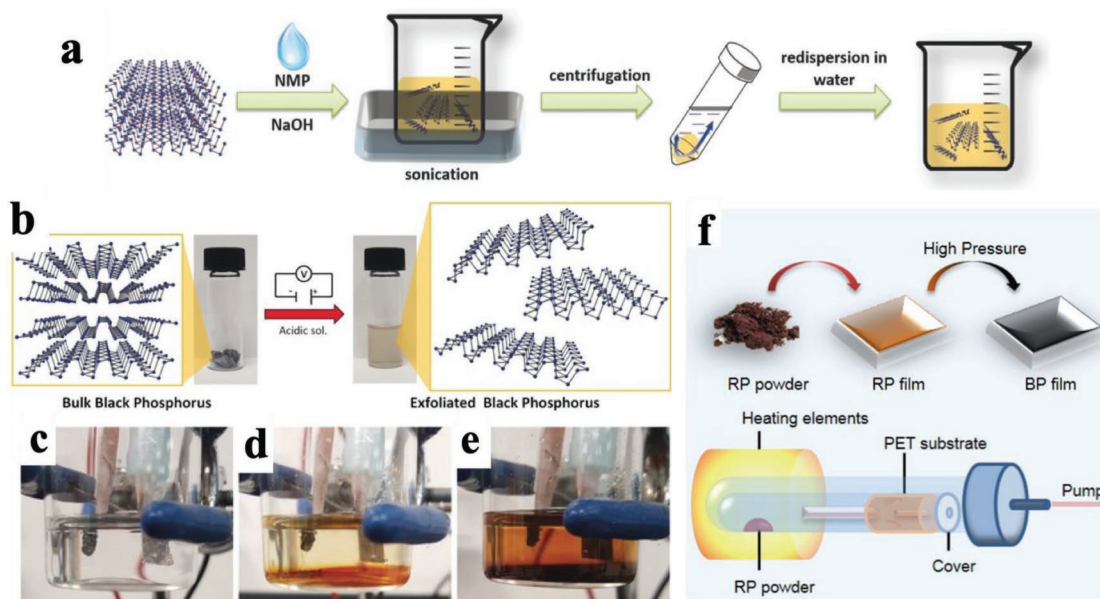 a
NMP
NaOH
sonication
centrifugation
redispersion in
water
b
V
- +
Acidic sol.
Bulk Black Phosphorus
Exfoliated Black Phosphorus
c
d
e
f
High Pressure
RP powder
RP film
BP film
Heating elements
PET substrate
Pump
Cover
RP powder